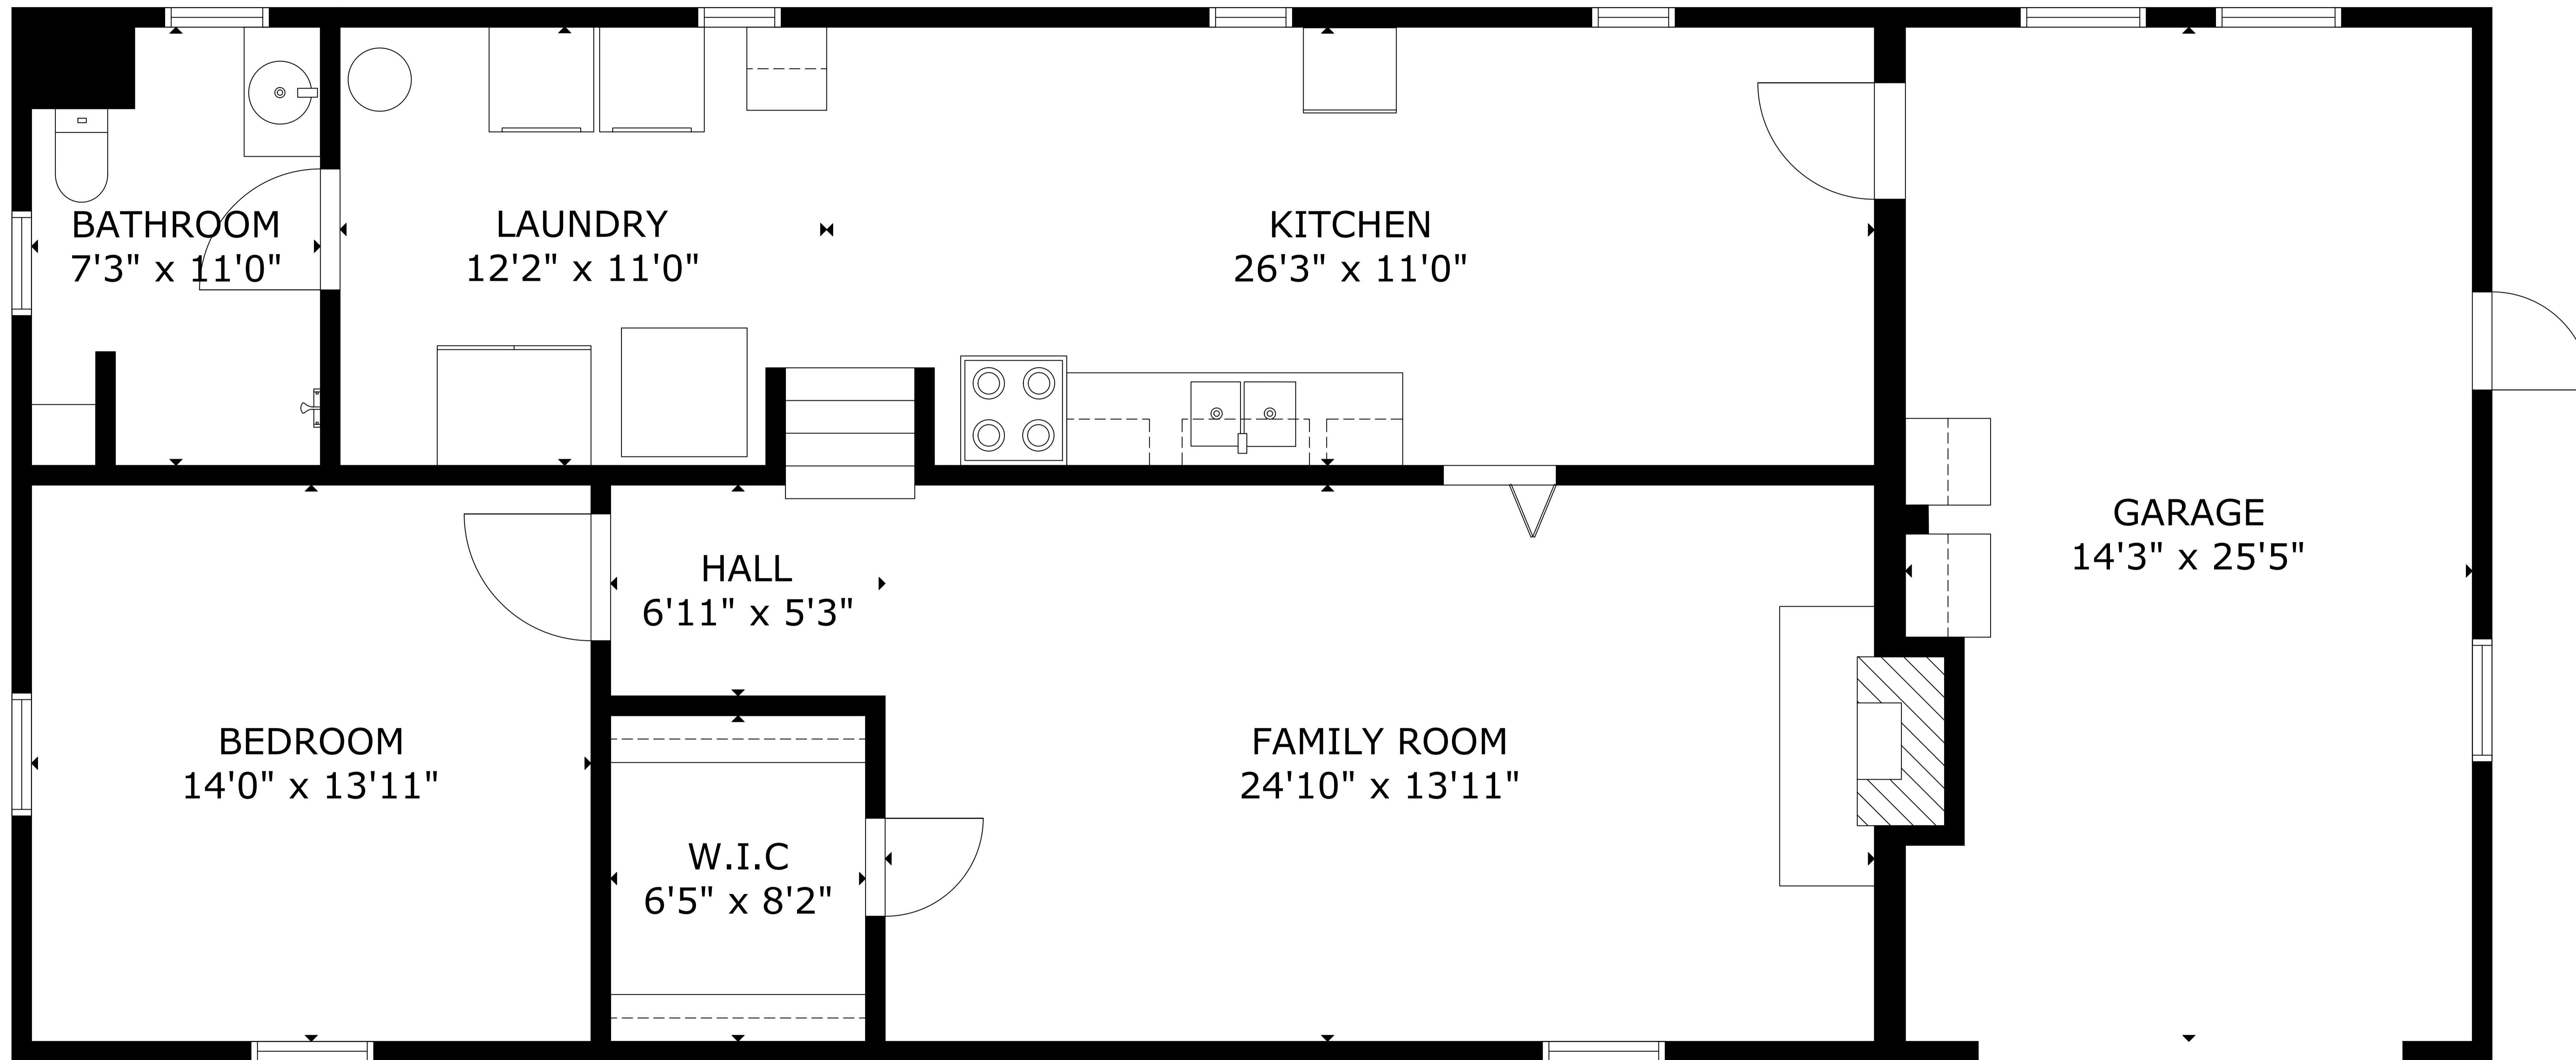 BATHROOM
7'3" x 11'0"
LAUNDRY
12'2" x 11'0"
KITCHEN
26'3" x 11'0"
GARAGE
14'3" x 25'5"
HALL
6'11" x 5'3"
BEDROOM
14'0" x 13'11"
FAMILY ROOM
24'10" x 13'11"
W.I.C
6'5" x 8'2"